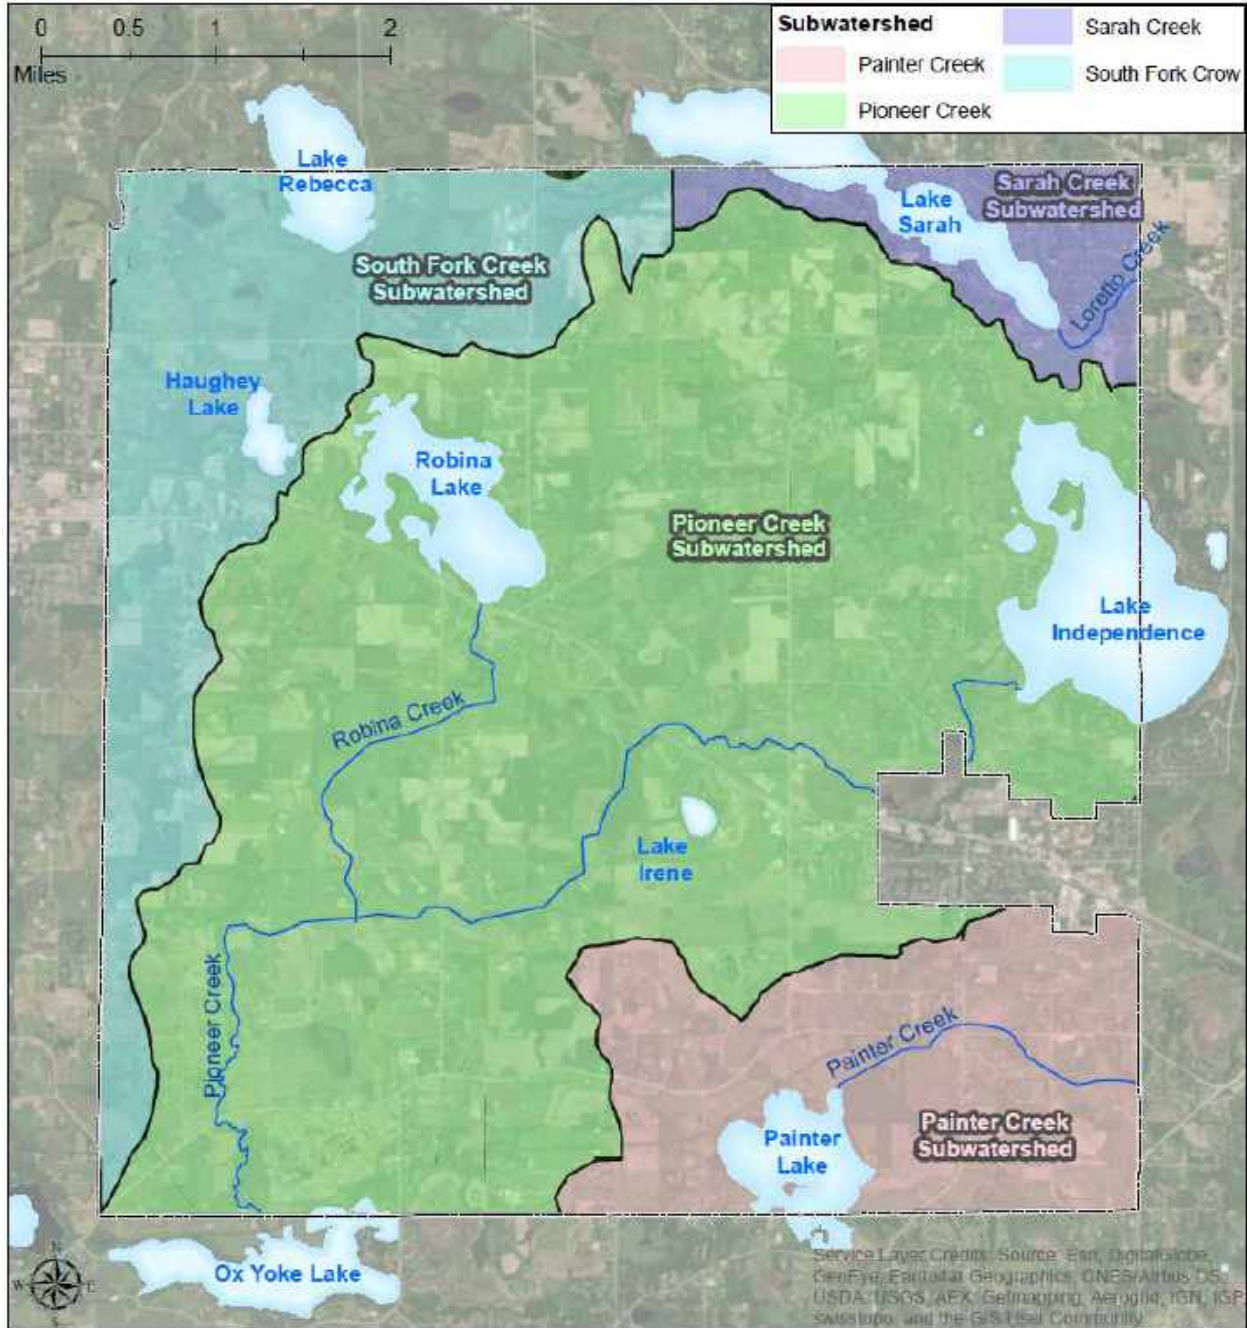 0 0.5 1 2
Miles
Subwatershed
Painter Creek
Pioneer Creek
Sarah Creek
South Fork Crow
Lake
Rebecca
Sarah Creek
Subwatershed
Lake
Sarah
Loretto Creek
South Fork Creek
Subwatershed
Haughey
Lake
Robina
Lake
Pioneer Creek
Subwatershed
Lake
Independence
Robina Creek
Lake
Irene
Pioneer Creek
Painter Creek
Painter Creek
Subwatershed
Painter
Lake
Ox Yoke Lake
N
W E
S
Service Layer Credits: Source: Esri, DigitalGlobe,
GeoEye, Earthstar Geographics, CNES/Airbus DS,
USDA, USGS, AEX, Getmapping, Aerogrid, IGN, IGP,
swisstopo, and the GIS User Community